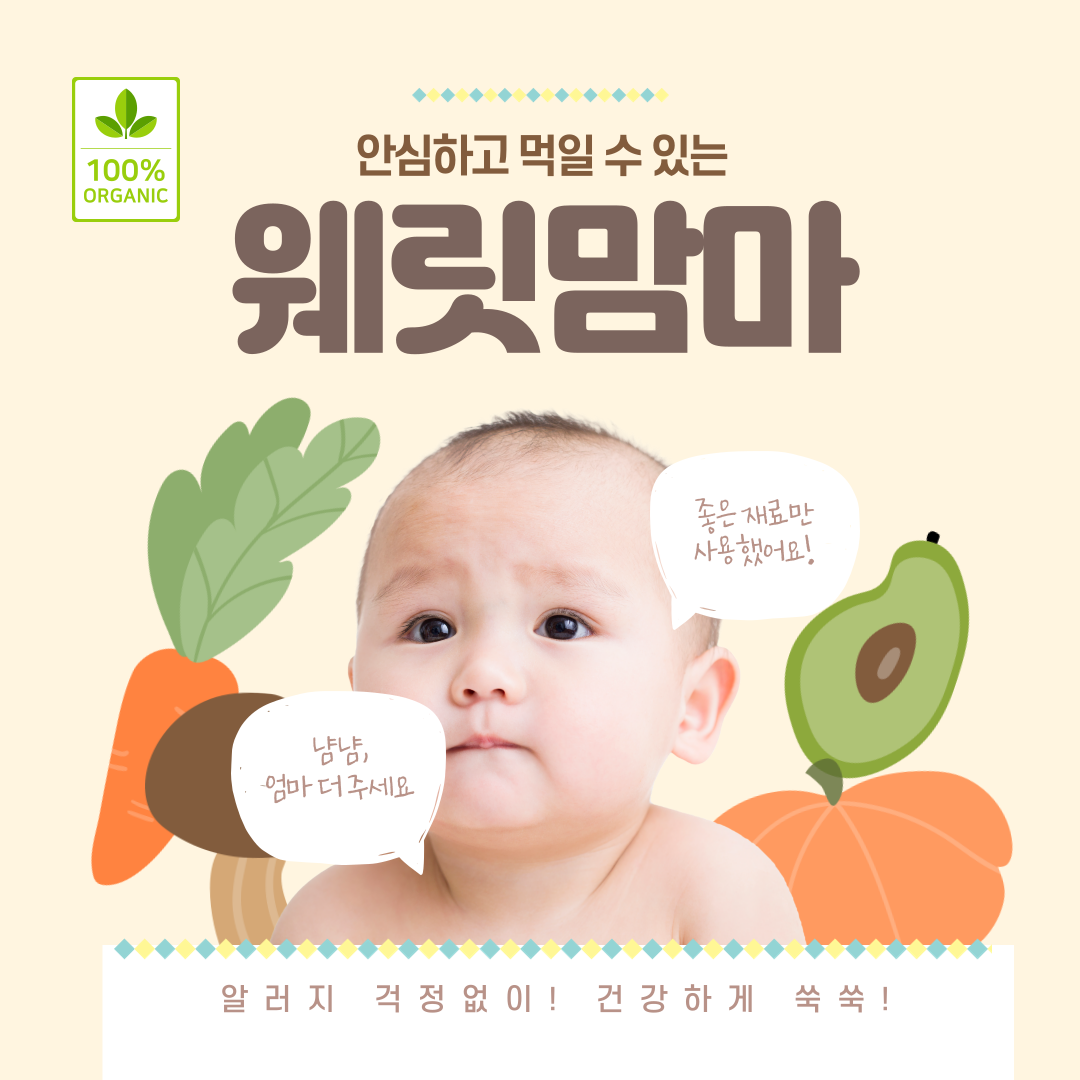 100%
ORGANIC
안심하고 먹일 수 있는
웨릿맘마
좋은 재료만
사용했어요!
냠냠,
엄마 더 주세요
알러지 걱정없이! 건강하게 쑥쑥!